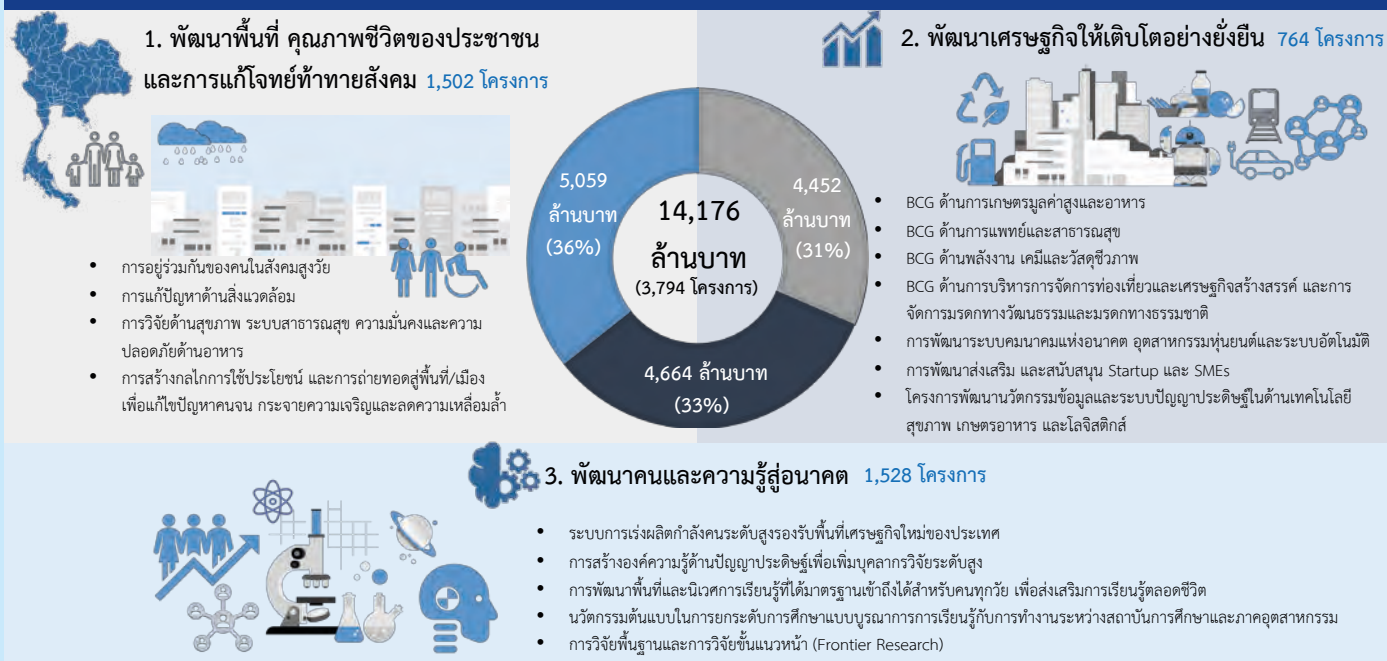 1. พัฒนาพื้นที่ คุณภาพชีวิตของประชาชน
และการแก้โจทย์ท้าทายสังคม 1,502 โครงการ
• การอยู่ร่วมกันของคนในสังคมสูงวัย
• การแก้ปัญหาด้านสิ่งแวดล้อม
• การวิจัยด้านสุขภาพ ระบบสาธารณสุข ความมั่นคงและความ
ปลอดภัยด้านอาหาร
• การสร้างกลไกการใช้ประโยชน์ และการถ่ายทอดสู่พื้นที่/เมือง
เพื่อแก้ไขปัญหาคนจน กระจายความเจริญและลดความเหลื่อมล้ำ
5,059
ล้านบาท
(36%)
14,176
ล้านบาท
(3,794 โครงการ)
4,452
ล้านบาท
(31%)
4,664 ล้านบาท
(33%)
2. พัฒนาเศรษฐกิจให้เติบโตอย่างยั่งยืน 764 โครงการ
• BCG ด้านการเกษตรมูลค่าสูงและอาหาร
• BCG ด้านการแพทย์และสาธารณสุข
• BCG ด้านพลังงาน เคมีและวัสดุชีวภาพ
• BCG ด้านการบริหารการจัดการท่องเที่ยวและเศรษฐกิจสร้างสรรค์ และการ
จัดการมรดกทางวัฒนธรรมและมรดกทางธรรมชาติ
• การพัฒนาระบบคมนาคมแห่งอนาคต อุตสาหกรรมหุ่นยนต์และระบบอัตโนมัติ
• การพัฒนาส่งเสริม และสนับสนุน Startup และ SMEs
• โครงการพัฒนานวัตกรรมข้อมูลและระบบปัญญาประดิษฐ์ในด้านเทคโนโลยี
สุขภาพ เกษตรอาหาร และโลจิสติกส์
3. พัฒนาคนและความรู้สู่อนาคต 1,528 โครงการ
• ระบบการเร่งผลิตกำลังคนระดับสูงรองรับพื้นที่เศรษฐกิจใหม่ของประเทศ
• การสร้างองค์ความรู้ด้านปัญญาประดิษฐ์เพื่อเพิ่มบุคลากรวิจัยระดับสูง
• การพัฒนาพื้นที่และนิเวศการเรียนรู้ที่ได้มาตรฐานเข้าถึงได้สำหรับคนทุกวัย เพื่อส่งเสริมการเรียนรู้ตลอดชีวิต
• นวัตกรรมต้นแบบในการยกระดับการศึกษาแบบบูรณาการการเรียนรู้กับการทำงานระหว่างสถาบันการศึกษาและภาคอุตสาหกรรม
• การวิจัยพื้นฐานและการวิจัยขั้นแนวหน้า (Frontier Research)